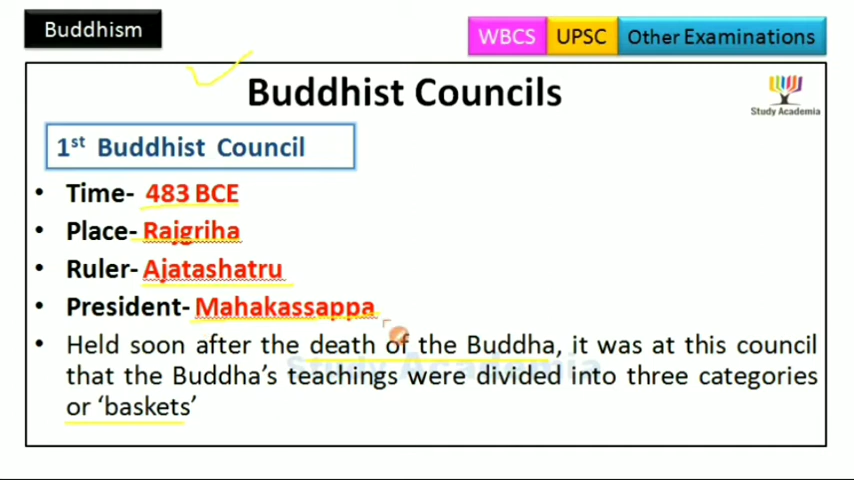 Buddhism
WBCS UPSC Other Examinations
Buddhist Councils
Study Academia
1st Buddhist Council
• Time- 483 BCE
• Place- Rajgriha
• Ruler- Ajatashatru
• President- Mahakassappa
• Held soon after the death of the Buddha, it was at this council
that the Buddha's teachings were divided into three categories
or ‘baskets’
Study Academia